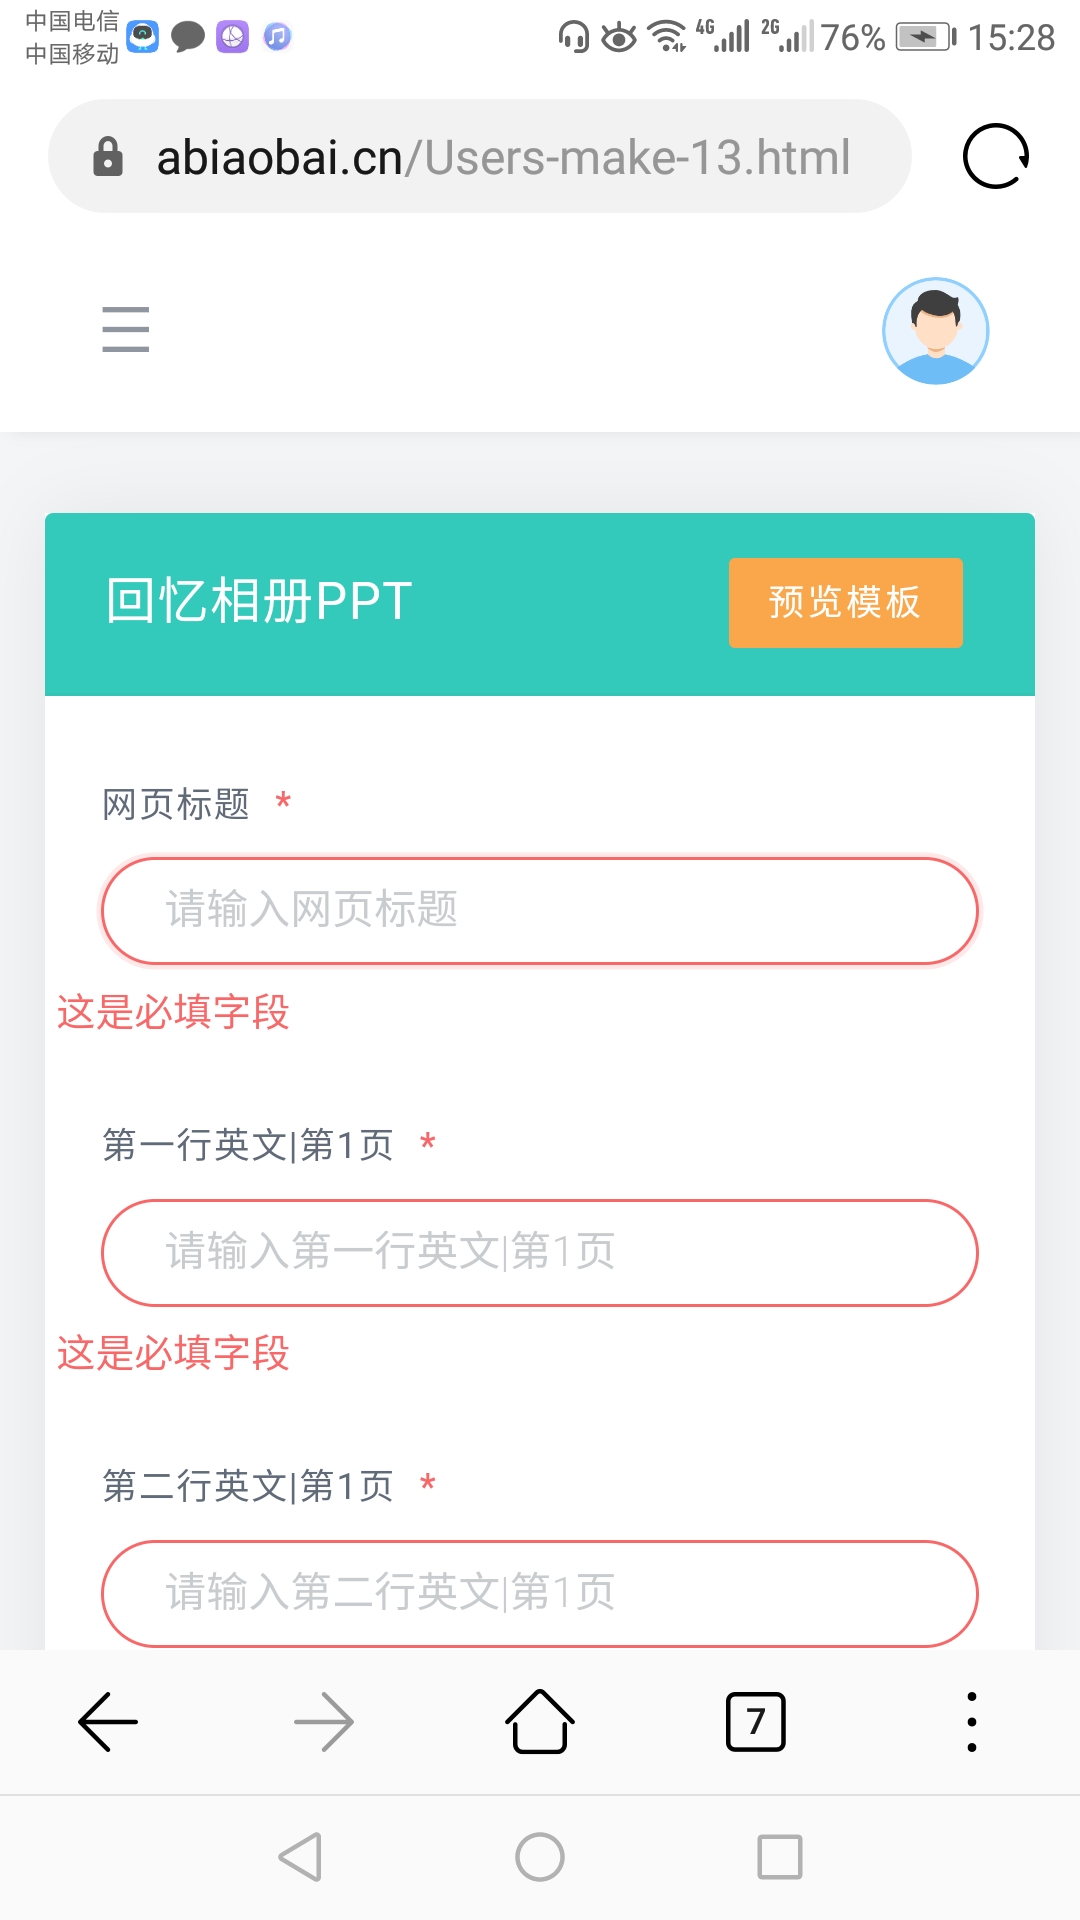 中国电信
中国移动
4G 2G 76% 15:28
abiaobai.cn/Users-make-13.html
回忆相册PPT
预览模板
网页标题 *
请输入网页标题
这是必填字段
第一行英文|第1页 *
请输入第一行英文|第1页
这是必填字段
第二行英文|第1页 *
请输入第二行英文|第1页
7